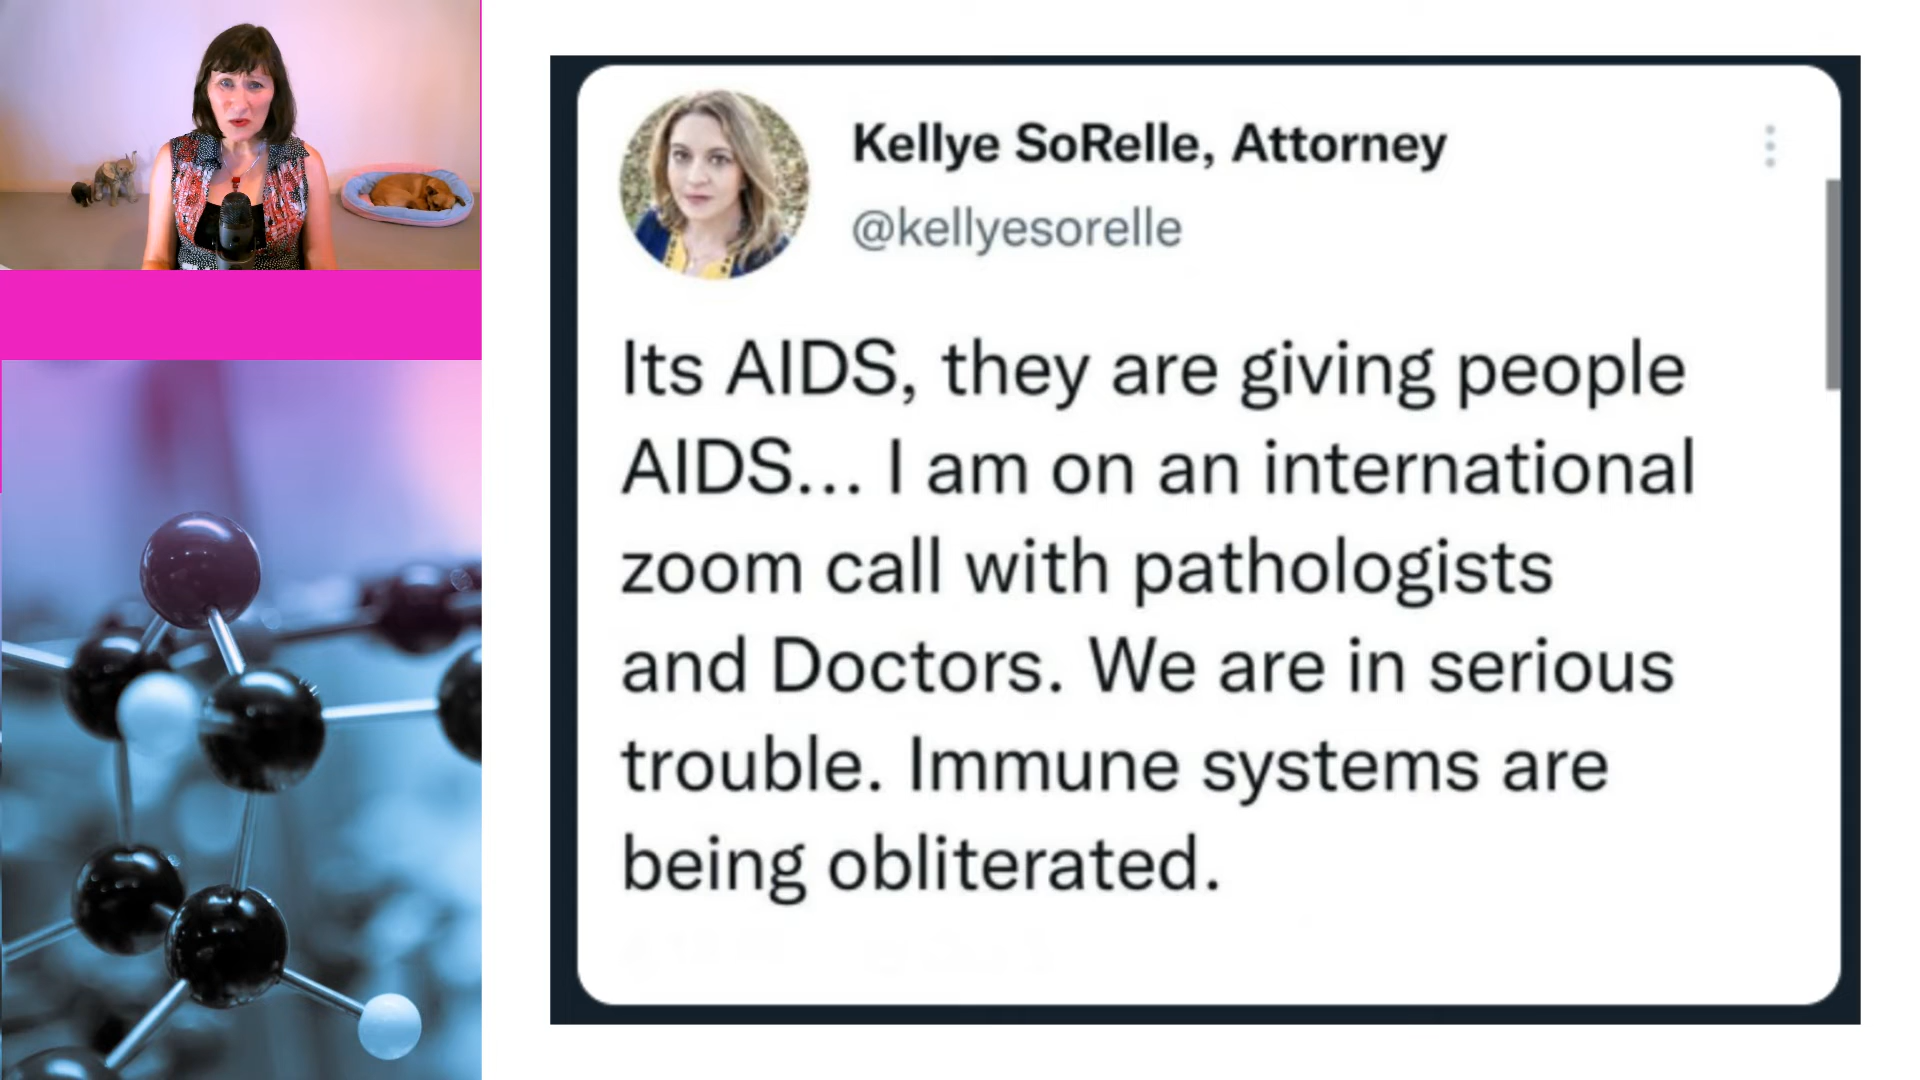 Kellye SoRelle, Attorney
@kellyesorelle
Its AIDS, they are giving people
AIDS... I am on an international
zoom call with pathologists
and Doctors. We are in serious
trouble. Immune systems are
being obliterated.